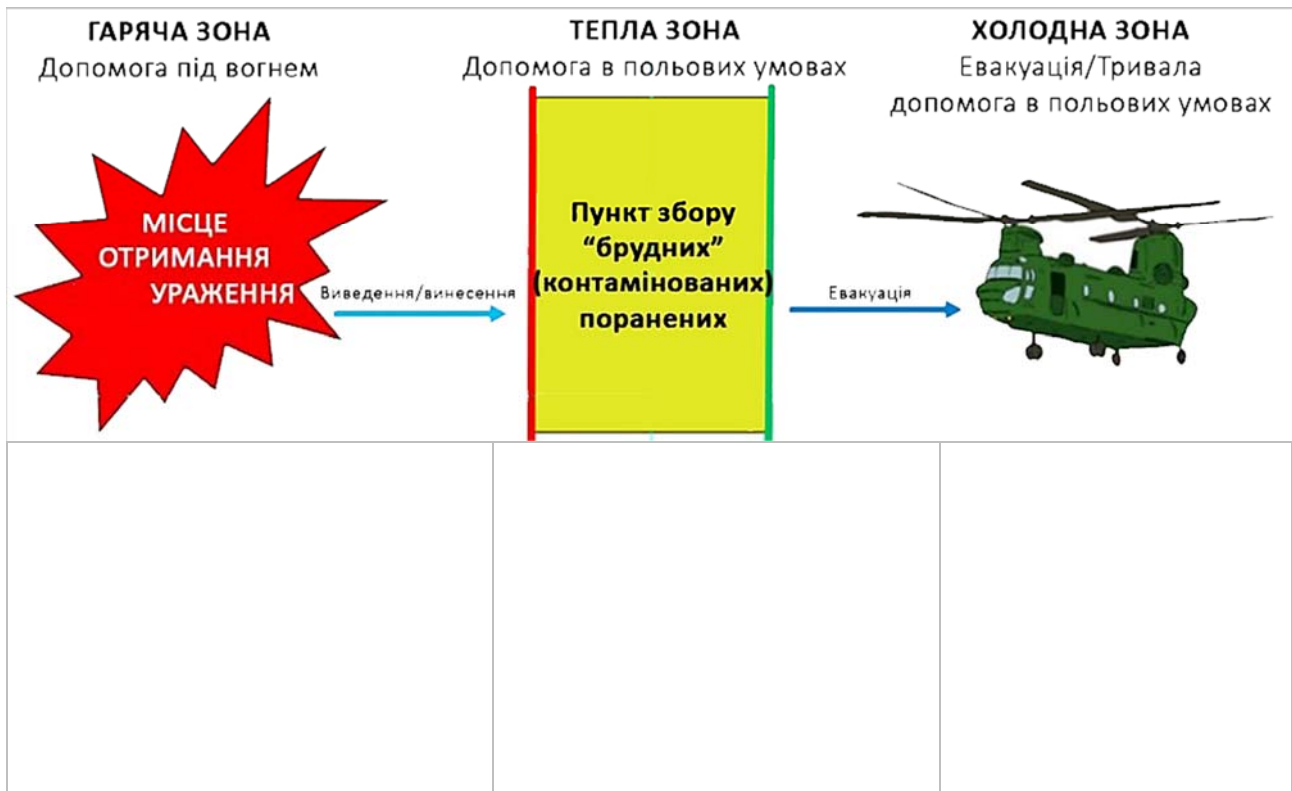 ГАРЯЧА ЗОНА
Допомога під вогнем
ТЕПЛА ЗОНА
Допомога в польових умовах
ХОЛОДНА ЗОНА
Евакуація/Тривала
допомога в польових умовах
МІСЦЕ
ОТРИМАННЯ
УРАЖЕННЯ
Виведення/винесення
Пункт збору
“брудних”
(контамінованих)
поранених
Евакуація